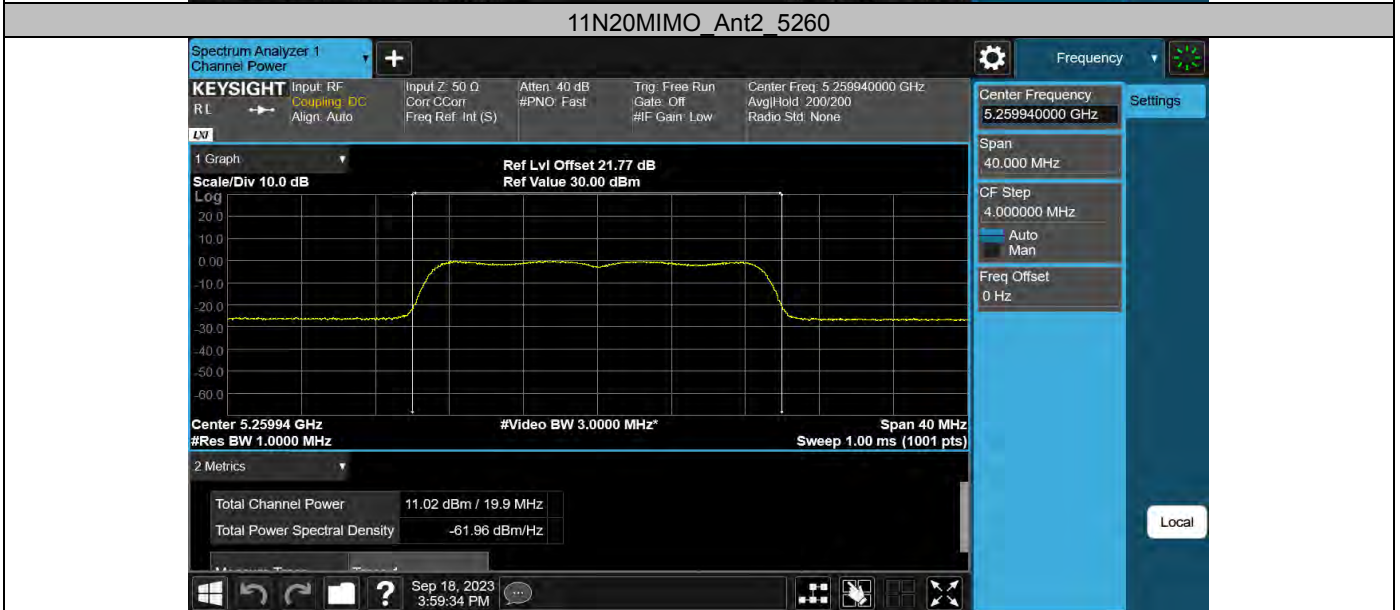 11N20MIMO_Ant2_5260
Spectrum Analyzer 1
Channel Power
Frequency
KEYSIGHT
RL
LXI
Input: RF
Coupling: DC
Align: Auto
Input Z: 50 Ω
Corr CCorr
Freq Ref: Int (S)
Atten: 40 dB
#PNO: Fast
Trig: Free Run
Gate: Off
#IF Gain: Low
Center Freq: 5.259940000 GHz
Avg|Hold: 200/200
Radio Std: None
Center Frequency
5.259940000 GHz
Settings
Span
40.000 MHz
CF Step
4.000000 MHz
Auto
Man
Freq Offset
0 Hz
1 Graph
Ref Lvl Offset 21.77 dB
Scale/Div 10.0 dB
Ref Value 30.00 dBm
Log
20.0
10.0
0.00
-10.0
-20.0
-30.0
-40.0
-50.0
-60.0
Center 5.25994 GHz
#Video BW 3.0000 MHz*
Span 40 MHz
#Res BW 1.0000 MHz
Sweep 1.00 ms (1001 pts)
2 Metrics
Total Channel Power 11.02 dBm / 19.9 MHz
Total Power Spectral Density -61.96 dBm/Hz
Local
?
Sep 18, 2023
3:59:34 PM